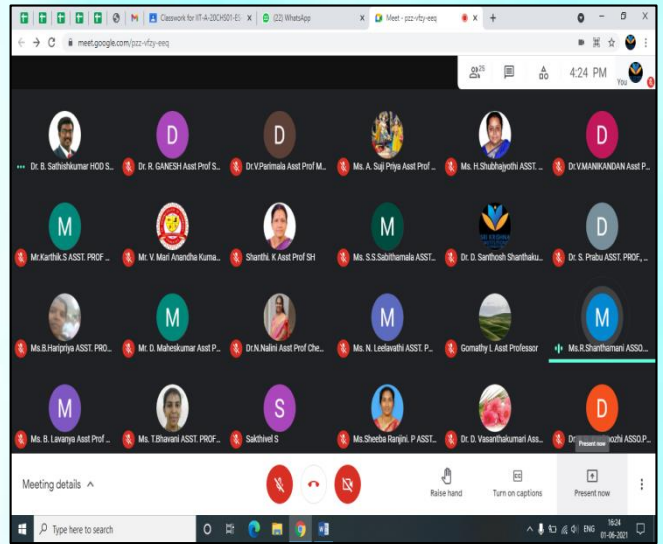 Classwork for IIT-A-20CHS01-ES
(22) WhatsApp
Meet - pzz-vfzy-eeq
meet.google.com/pzz-vfzy-eeq
25
4:24 PM
You
D D D
Dr. B. Sathishkumar HOD S... Dr. R. GANESH Asst Prof S... Dr.V.Parimala Asst Prof M... Ms. A. Suji Priya Asst Prof ... Ms. H.Shubhajyothi ASST. ... Dr.V.MANIKANDAN Asst P...
M M D
Mr.Karthik.S ASST. PROF ... Mr. V. Mari Anandha Kuma... Shanthi. K Asst Prof SH Ms. S.S.Sabithamala ASST... Dr. D. Santhosh Shanthaku... Dr. S. Prabu ASST. PROF., ...
M M M
Ms.B.Haripriya ASST. PRO... Mr. D. Maheskumar Asst P... Dr.N.Nalini Asst Prof Che... Ms. N. Leelavathi ASST. P... Gomathy L Asst Professor Ms.R.Shanthamani ASSO...
M S D
Ms. B. Lavanya Asst Prof ... Ms. T.Bhavani ASST. PROF... Sakthivel S Ms.Sheeba Ranjini. P ASST... Dr. D. Vasanthakumari Ass... ozhi ASSO.P...
Present now
Meeting details
Raise hand Turn on captions Present now
Type here to search
ENG 16:24
01-06-2021